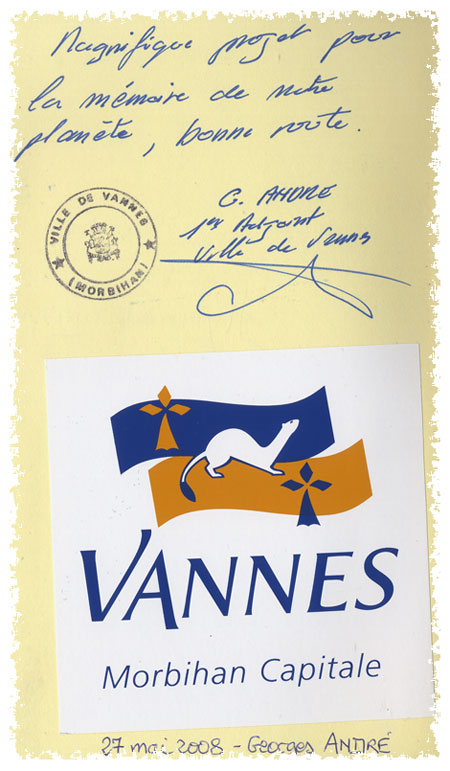 Magnifique projet pour
la mémoire de notre
planète, bonne route.
G. ANDRE
1er Adjoint
Ville de Vannes
VILLE DE VANNES
(MORBIHAN)
VANNES
Morbihan Capitale
27 mai 2008 - Georges ANDRÉ